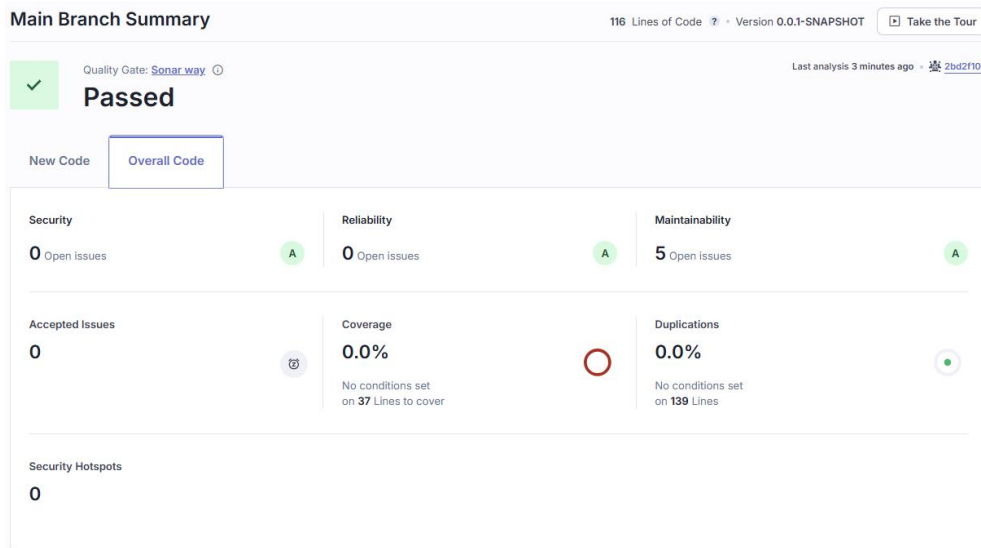 Main Branch Summary
116 Lines of Code ? • Version 0.0.1-SNAPSHOT
Take the Tour
Quality Gate: Sonar way
Passed
Last analysis 3 minutes ago • 2bd2f10
New Code
Overall Code
Security
0 Open issues
A
Reliability
0 Open issues
A
Maintainability
5 Open issues
A
Accepted Issues
0
Coverage
0.0%
No conditions set
on 37 Lines to cover
Duplications
0.0%
No conditions set
on 139 Lines
Security Hotspots
0